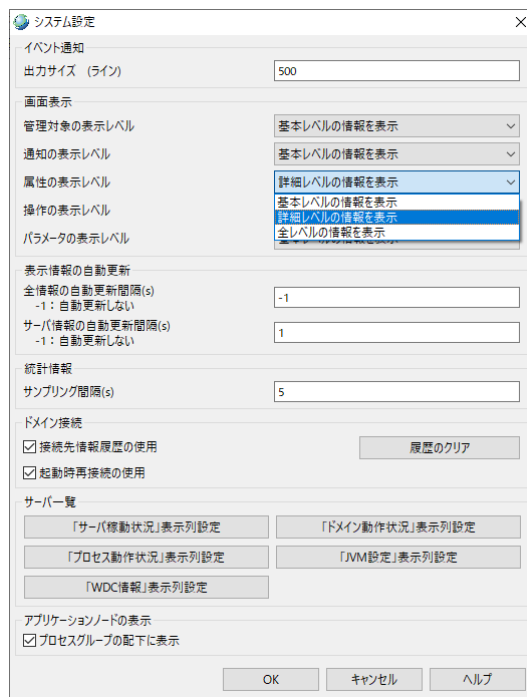 システム設定
イベント通知
出力サイズ (ライン)
500
画面表示
管理対象の表示レベル
基本レベルの情報を表示
通知の表示レベル
基本レベルの情報を表示
属性の表示レベル
詳細レベルの情報を表示
基本レベルの情報を表示
操作の表示レベル
詳細レベルの情報を表示
全レベルの情報を表示
パラメータの表示レベル
表示情報の自動更新
全情報の自動更新間隔(s)
-1：自動更新しない
-1
サーバ情報の自動更新間隔(s)
-1：自動更新しない
1
統計情報
サンプリング間隔(s)
5
ドメイン接続
接続先情報履歴の使用
履歴のクリア
起動時再接続の使用
サーバ一覧
「サーバ稼動状況」表示列設定
「ドメイン動作状況」表示列設定
「プロセス動作状況」表示列設定
「JVM設定」表示列設定
「WDC情報」表示列設定
アプリケーションノードの表示
プロセスグループの配下に表示
OK
キャンセル
ヘルプ